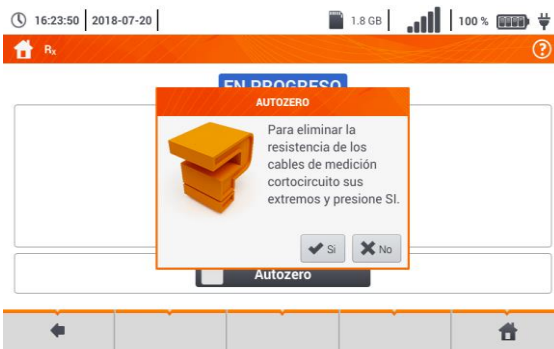 16:23:50 2018-07-20 1.8 GB 100 %
Rx
EN PROGRESO
AUTOZERO
Para eliminar la
resistencia de los
cables de medición
cortocircuito sus
extremos y presione SI.
Si No
Autozero